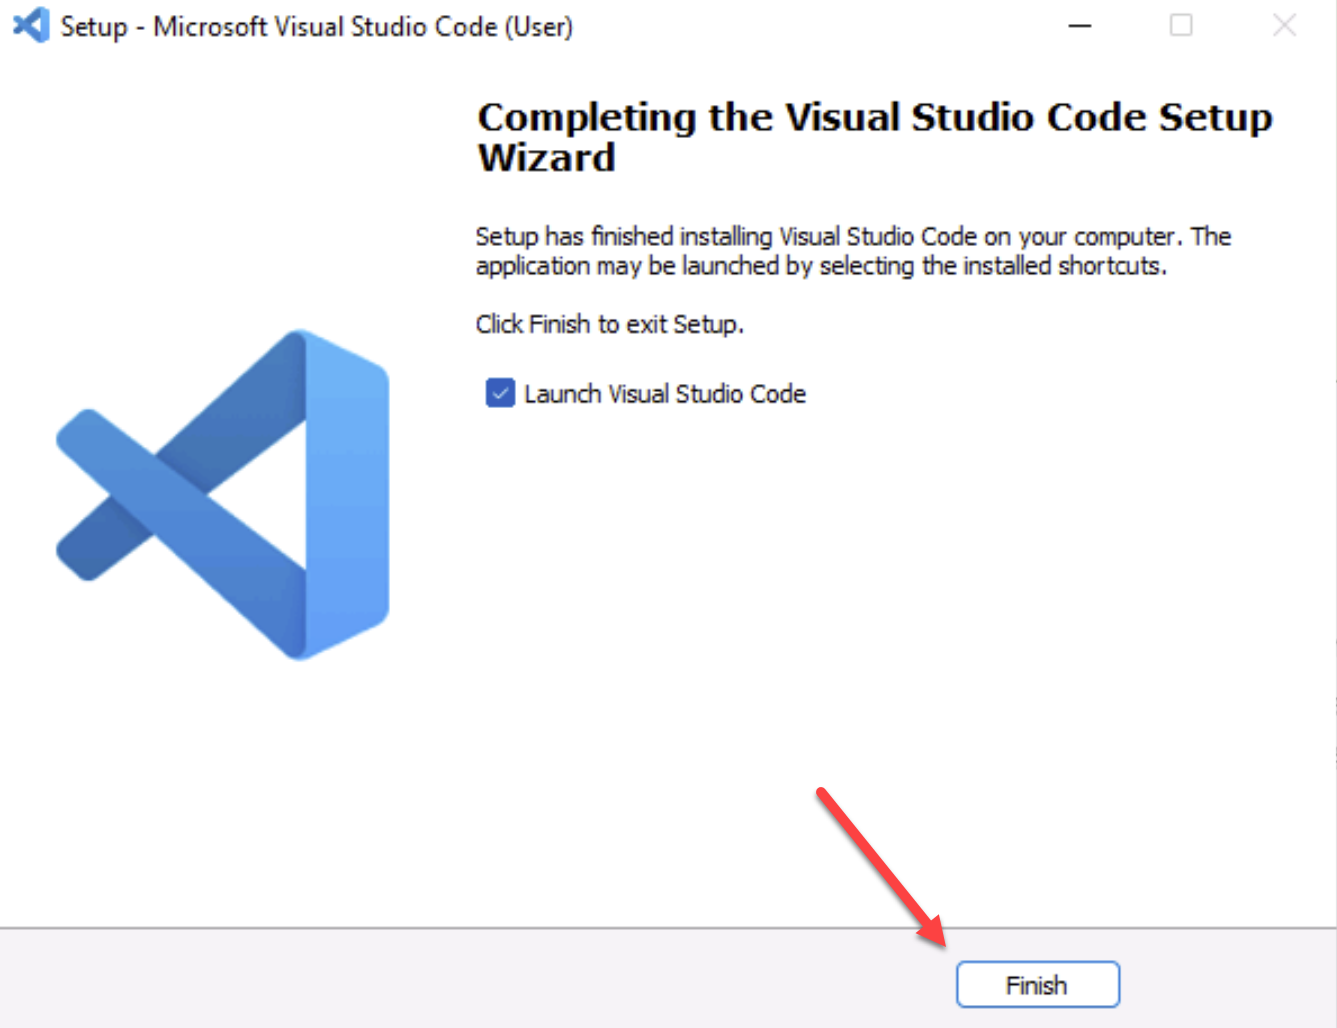 Setup - Microsoft Visual Studio Code (User)
Completing the Visual Studio Code Setup
Wizard
Setup has finished installing Visual Studio Code on your computer. The
application may be launched by selecting the installed shortcuts.
Click Finish to exit Setup.
Launch Visual Studio Code
Finish